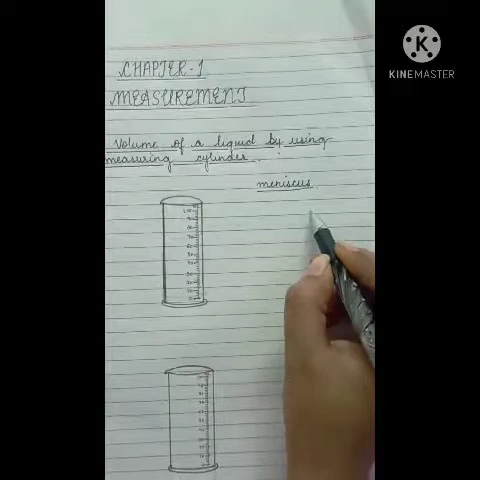 K
KINEMASTER
CHAPTER-1
MEASUREMENT
Volume of a liquid by using
measuring cylinder.
meniscus